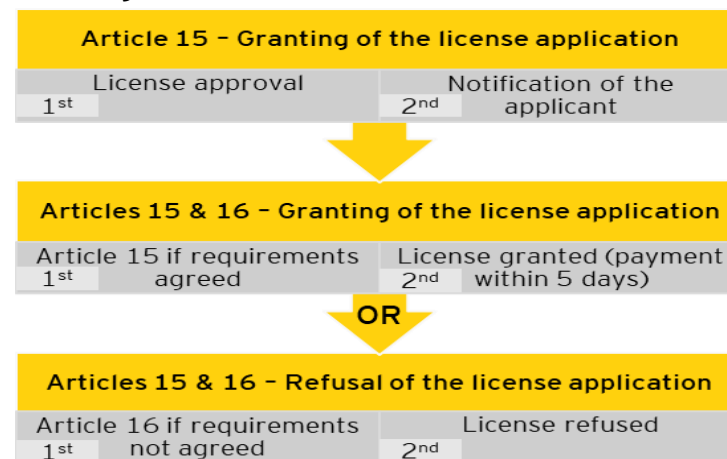 Article 15 – Granting of the license application
License approval
1st
Notification of the
applicant
2nd
Articles 15 & 16 – Granting of the license application
Article 15 if requirements
agreed
1st
License granted (payment
within 5 days)
2nd
OR
Articles 15 & 16 – Refusal of the license application
Article 16 if requirements
not agreed
1st
License refused
2nd